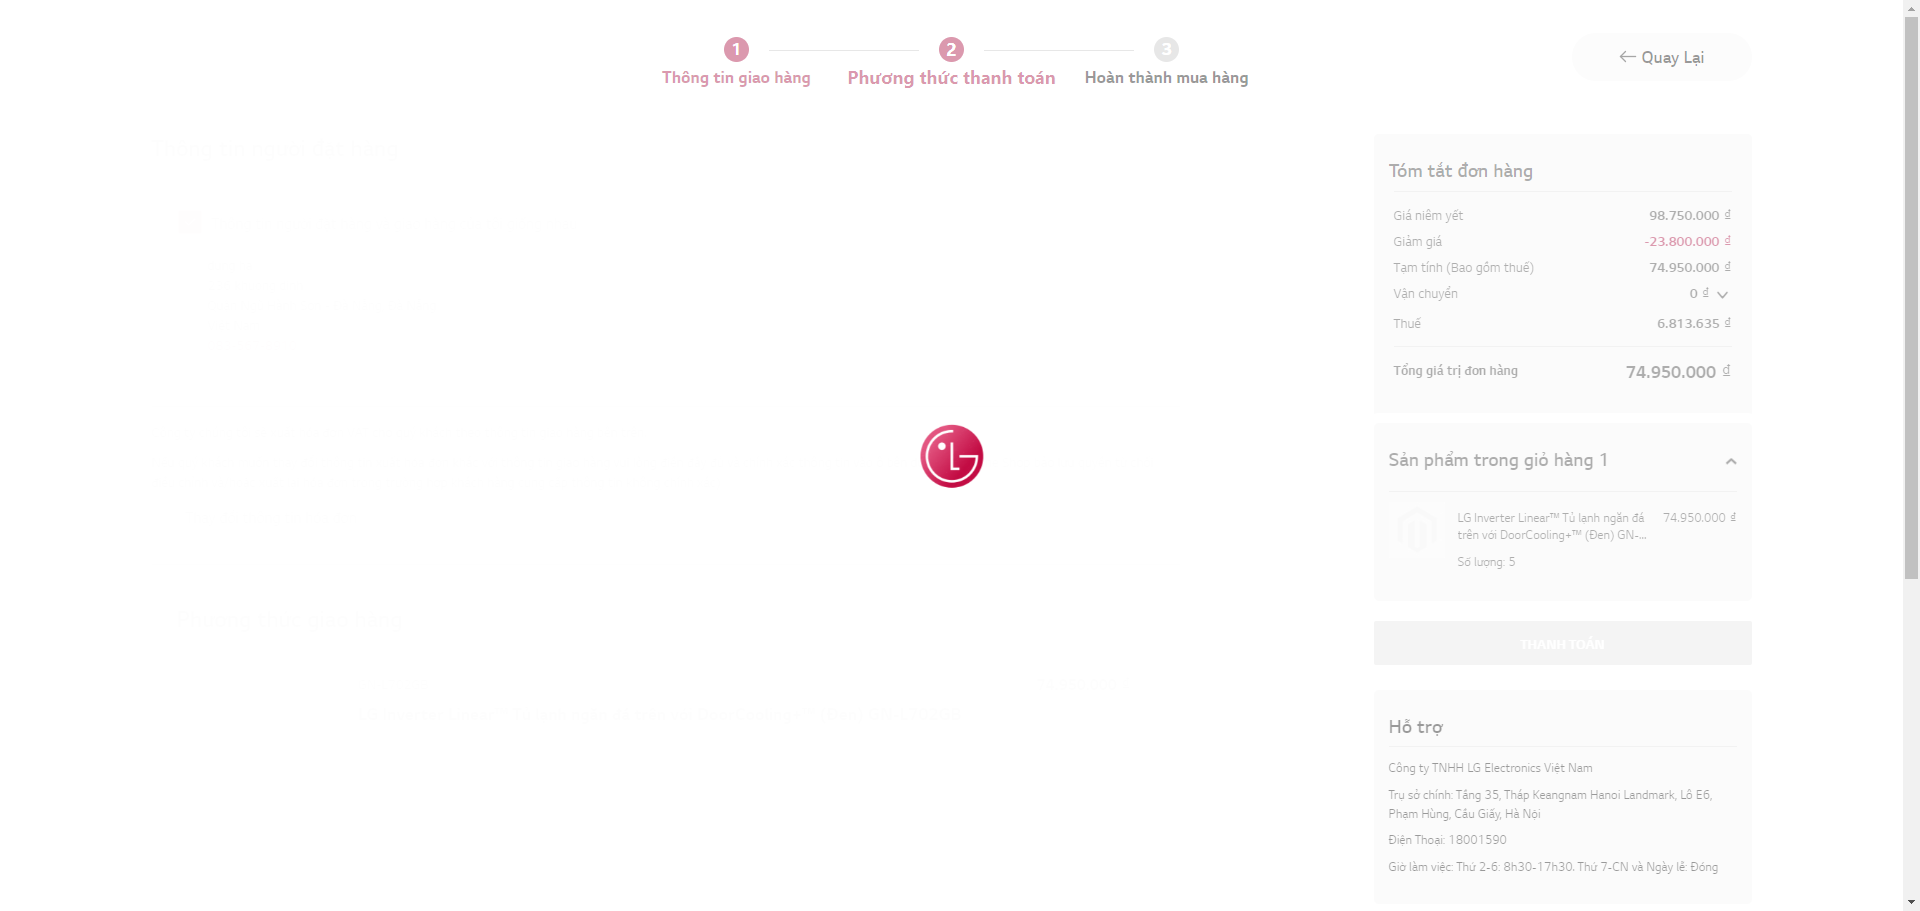 1
2
3
Thông tin giao hàng
Phương thức thanh toán
Hoàn thành mua hàng
Quay Lại
Tóm tắt đơn hàng
Giá niêm yết 98.750.000 ₫
Giảm giá -23.800.000 ₫
Tạm tính (Bao gồm thuế) 74.950.000 ₫
Vận chuyển 0 ₫
Thuế 6.813.635 ₫
Tổng giá trị đơn hàng 74.950.000 ₫
LG
Sản phẩm trong giỏ hàng 1
LG Inverter Linear™ Tủ lạnh ngăn đá 74.950.000 ₫
trên với DoorCooling+™ (Đen) GN-...
Số lượng: 5
THANH TOÁN
Hỗ trợ
Công ty TNHH LG Electronics Việt Nam
Trụ sở chính: Tầng 35, Tháp Keangnam Hanoi Landmark, Lô E6,
Phạm Hùng, Cầu Giấy, Hà Nội
Điện Thoại: 18001590
Giờ làm việc: Thứ 2-6: 8h30-17h30. Thứ 7-CN và Ngày lễ: Đóng